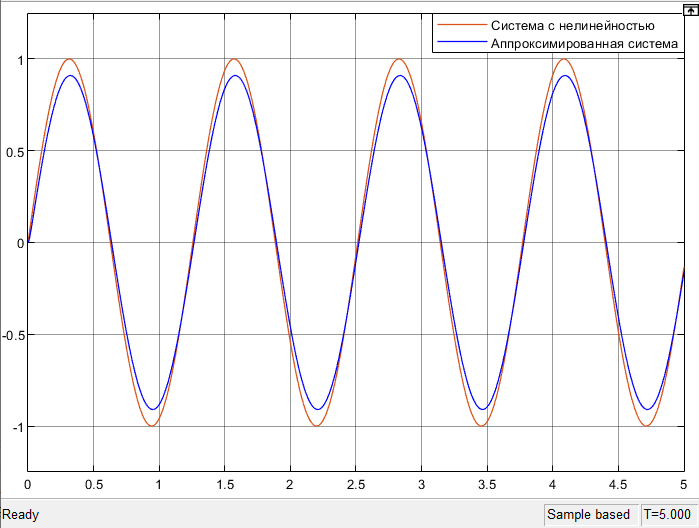 Система с нелинейностью
Аппроксимированная система
1
0.5
0
-0.5
-1
0 0.5 1 1.5 2 2.5 3 3.5 4 4.5 5
Ready Sample based T=5.000